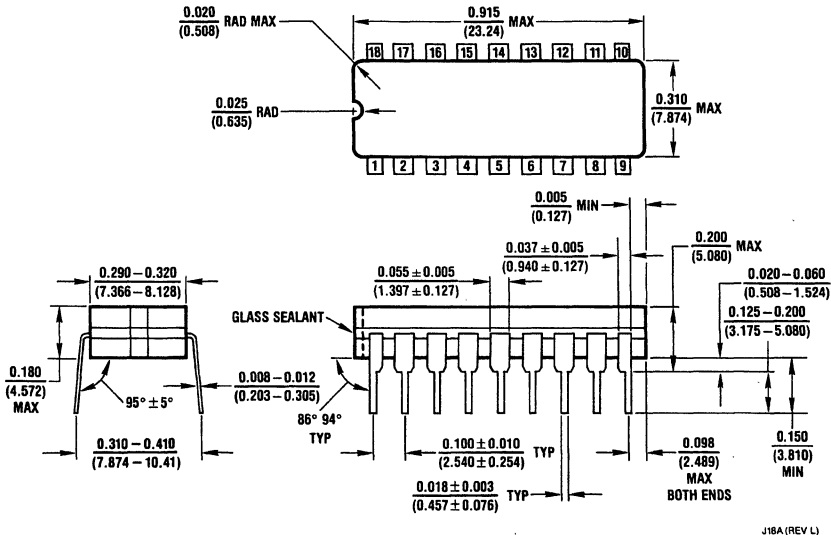 0.020
(0.508) RAD MAX
0.915
(23.24) MAX
18 17 16 15 14 13 12 11 10
0.025
(0.635) RAD
0.310
(7.874) MAX
1 2 3 4 5 6 7 8 9
0.005
(0.127) MIN
0.037 ± 0.005
(0.940 ± 0.127)
0.200
(5.080) MAX
0.290 – 0.320
(7.366 – 8.128)
0.055 ± 0.005
(1.397 ± 0.127)
0.020–0.060
(0.508–1.524)
0.125–0.200
(3.175–5.080)
GLASS SEALANT
0.180
(4.572)
MAX
95° ± 5°
0.008 – 0.012
(0.203 – 0.305)
86° 94°
TYP
0.310 – 0.410
(7.874 – 10.41)
0.100 ± 0.010
(2.540 ± 0.254) TYP
0.018 ± 0.003
(0.457 ± 0.076) TYP
0.098
(2.489)
MAX
BOTH ENDS
0.150
(3.810)
MIN
J18A (REV L)